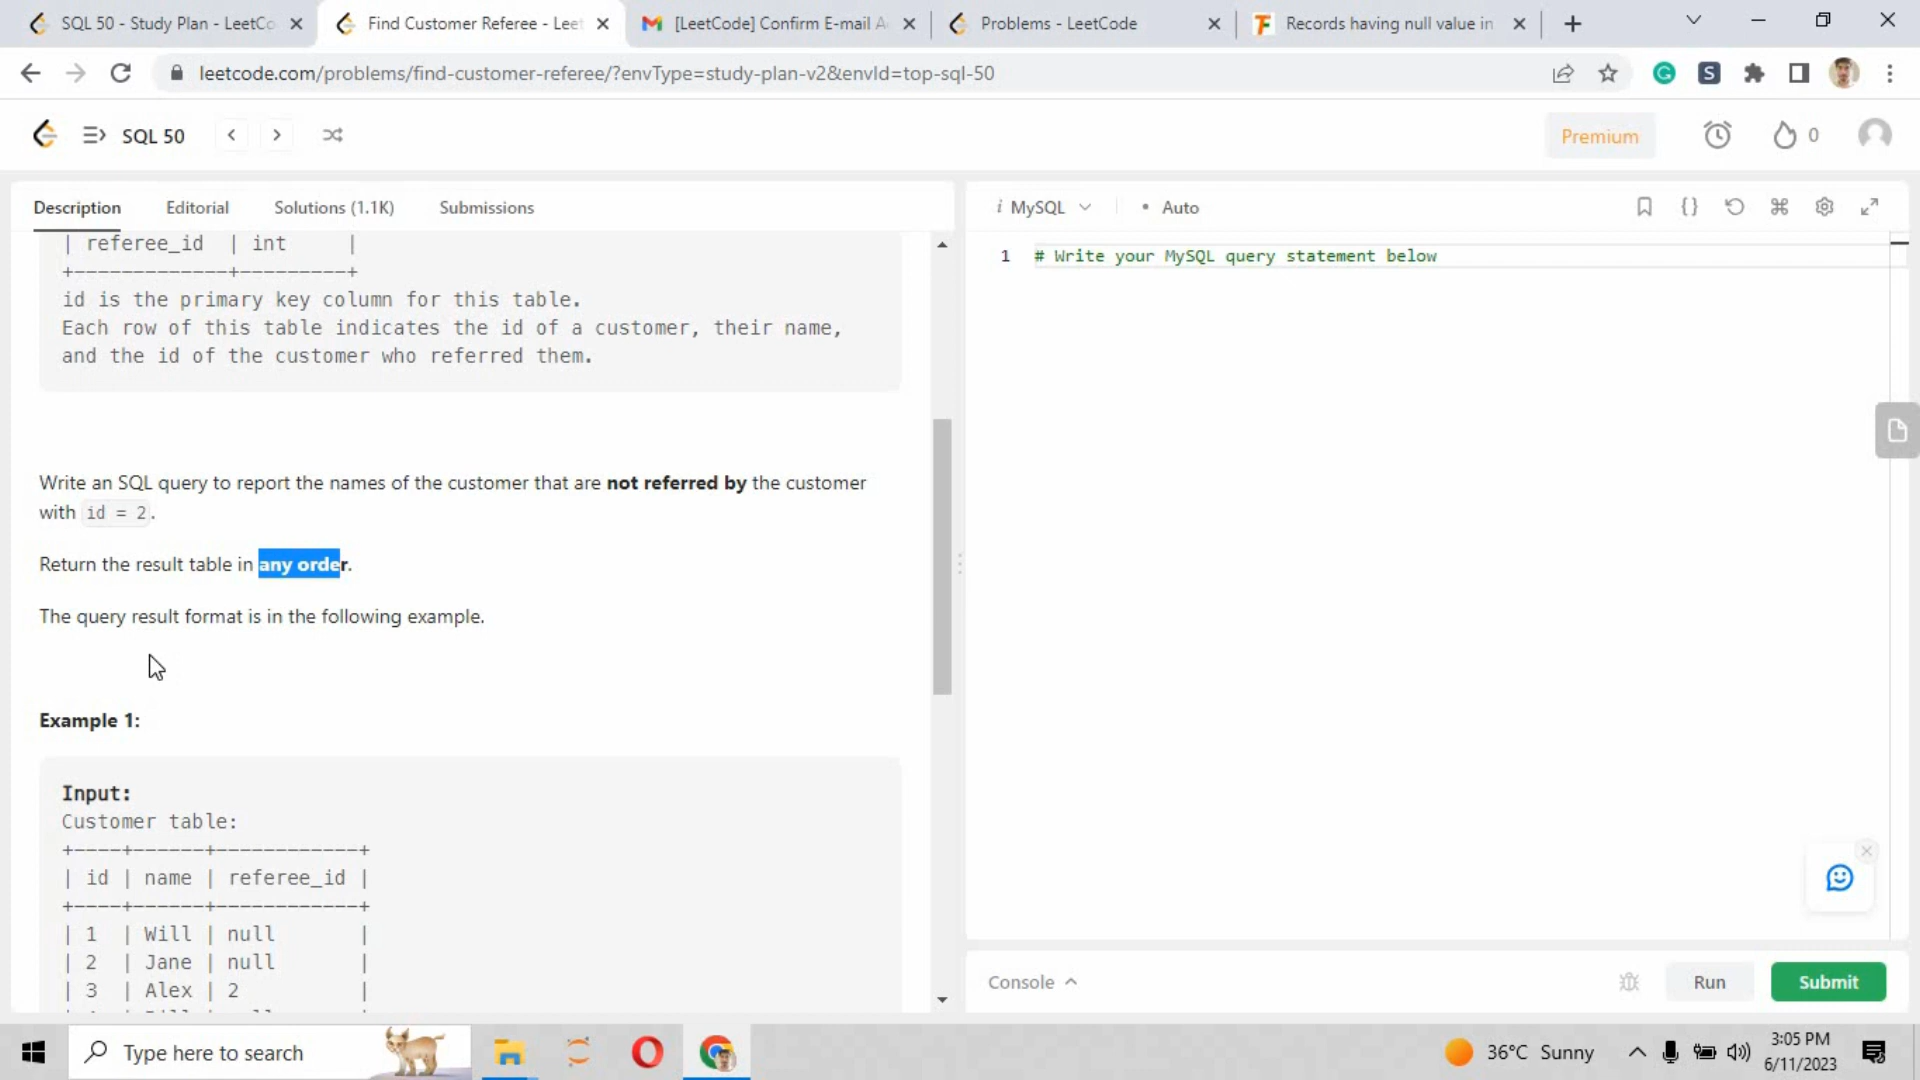 SQL 50 - Study Plan - LeetCo
Find Customer Referee - Leet
[LeetCode] Confirm E-mail A
Problems - LeetCode
Records having null value in
leetcode.com/problems/find-customer-referee/?envType=study-plan-v2&envId=top-sql-50
SQL 50
Premium
0
Description
Editorial
Solutions (1.1K)
Submissions
i MySQL
• Auto
| referee_id  | int     |
+-------------+---------+
id is the primary key column for this table.
Each row of this table indicates the id of a customer, their name,
and the id of the customer who referred them.
Write an SQL query to report the names of the customer that are not referred by the customer
with id = 2.
Return the result table in any order.
The query result format is in the following example.
Example 1:
Input:
Customer table:
+----+------+------------+
| id | name | referee_id |
+----+------+------------+
| 1  | Will | null       |
| 2  | Jane | null       |
| 3  | Alex | 2          |
1
# Write your MySQL query statement below
Console
Run
Submit
Type here to search
36°C Sunny
3:05 PM
6/11/2023